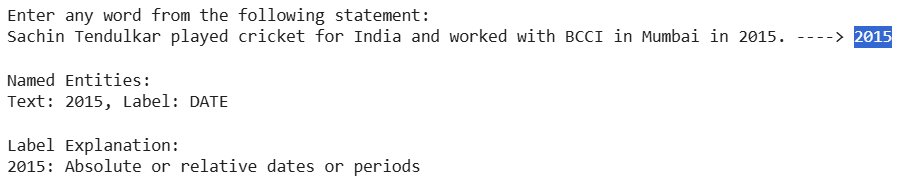 Enter any word from the following statement:
Sachin Tendulkar played cricket for India and worked with BCCI in Mumbai in 2015. ----> 2015
Named Entities:
Text: 2015, Label: DATE
Label Explanation:
2015: Absolute or relative dates or periods